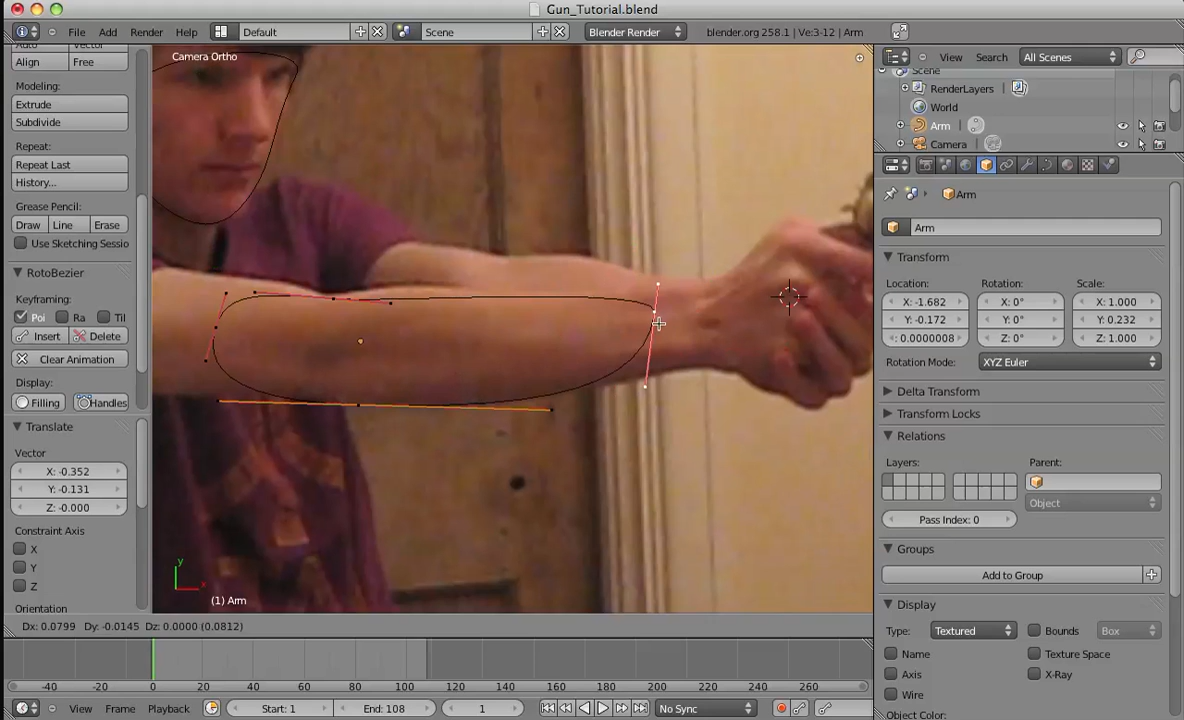 Gun_Tutorial.blend
File Add Render Help Default Scene Blender Render blender.org 258.1 | Ve:3-12 | Arm
Auto Vector
Align Free
Modeling:
Extrude
Subdivide
Repeat:
Repeat Last
History...
Grease Pencil:
Draw Line Erase
Use Sketching Sessio
RotoBezier
Keyframing:
Poi Ra Til
Insert Delete
Clear Animation
Display:
Filling Handles
Translate
Vector
X: -0.352
Y: -0.131
Z: -0.000
Constraint Axis
X
Y
Z
Orientation
Camera Ortho
y
x
(1) Arm
Dx: 0.0799 Dy: -0.0145 Dz: 0.0000 (0.0812)
-40 -20 0 20 40 60 80 100 120 140 160 180 200 220 240 260
View Frame Playback Start: 1 End: 108 1 No Sync
View Search All Scenes
Scene
RenderLayers
World
Arm
Camera
Arm
Arm
Transform
Location: Rotation: Scale:
X: -1.682 X: 0° X: 1.000
Y: -0.172 Y: 0° Y: 0.232
0.0000008 Z: 0° Z: 1.000
Rotation Mode: XYZ Euler
Delta Transform
Transform Locks
Relations
Layers: Parent:
Object
Pass Index: 0
Groups
Add to Group
Display
Type: Textured Bounds Box
Name Texture Space
Axis X-Ray
Wire
Object Color: